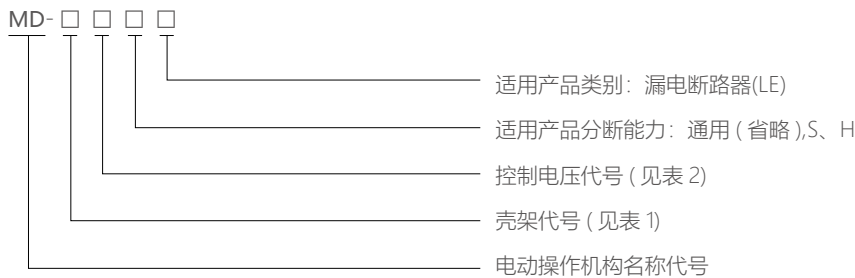 MD-□ □ □ □
适用产品类别：漏电断路器(LE)
适用产品分断能力：通用 ( 省略 ),S、H
控制电压代号 ( 见表 2)
壳架代号 ( 见表 1)
电动操作机构名称代号